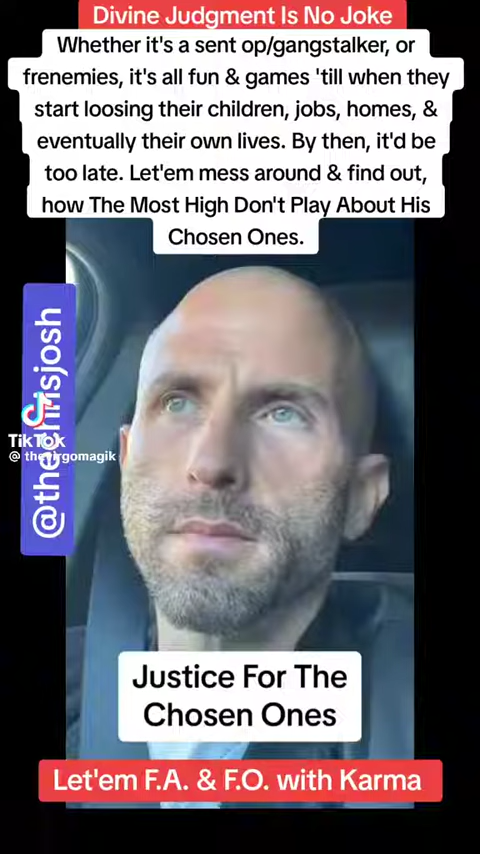 Divine Judgment Is No Joke
Whether it's a sent op/gangstalker, or
frenemies, it's all fun & games 'till when they
start loosing their children, jobs, homes, &
eventually their own lives. By then, it'd be
too late. Let'em mess around & find out,
how The Most High Don't Play About His
Chosen Ones.
@thechrisjosh
TikTok
@ thevirgomagik
Justice For The
Chosen Ones
Let'em F.A. & F.O. with Karma